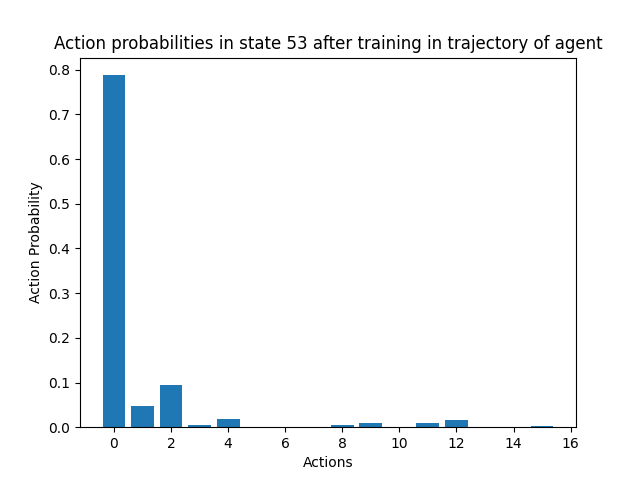 Action probabilities in state 53 after training in trajectory of agent
0.8
0.7
0.6
0.5
0.4
0.3
0.2
0.1
0.0
Action Probability
0 2 4 6 8 10 12 14 16
Actions